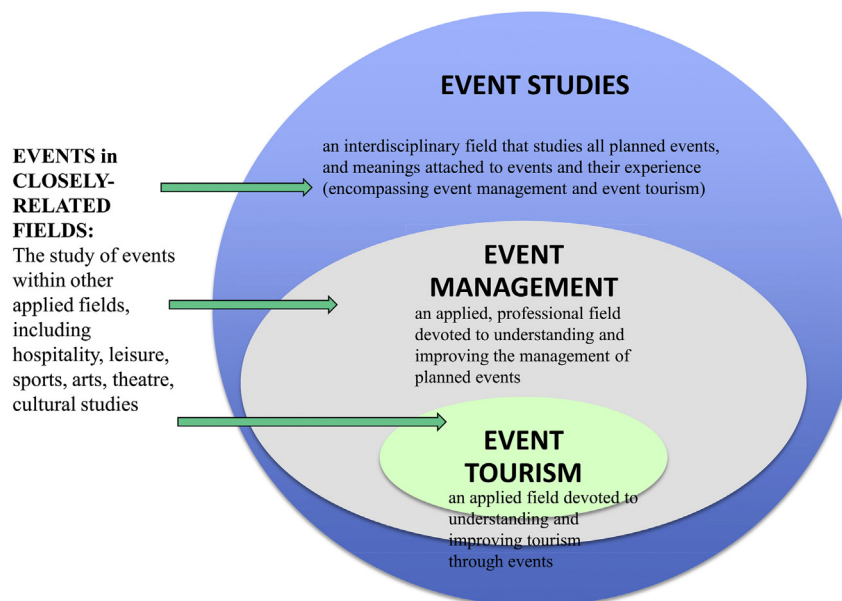 EVENT STUDIES
an interdisciplinary field that studies all planned events,
and meanings attached to events and their experience
(encompassing event management and event tourism)
EVENTS in
CLOSELY-
RELATED
FIELDS:
The study of events
within other
applied fields,
including
hospitality, leisure,
sports, arts, theatre,
cultural studies
EVENT
MANAGEMENT
an applied, professional field
devoted to understanding and
improving the management of
planned events
EVENT
TOURISM
an applied field devoted to
understanding and
improving tourism
through events